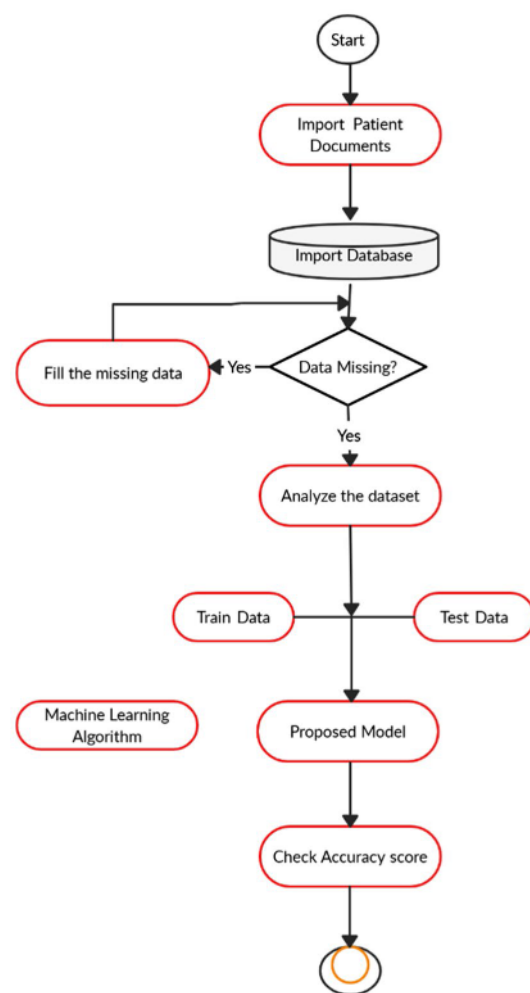 Start
Import Patient
Documents
Import Database
Fill the missing data
Yes
Data Missing?
Yes
Analyze the dataset
Train Data
Test Data
Machine Learning
Algorithm
Proposed Model
Check Accuracy score